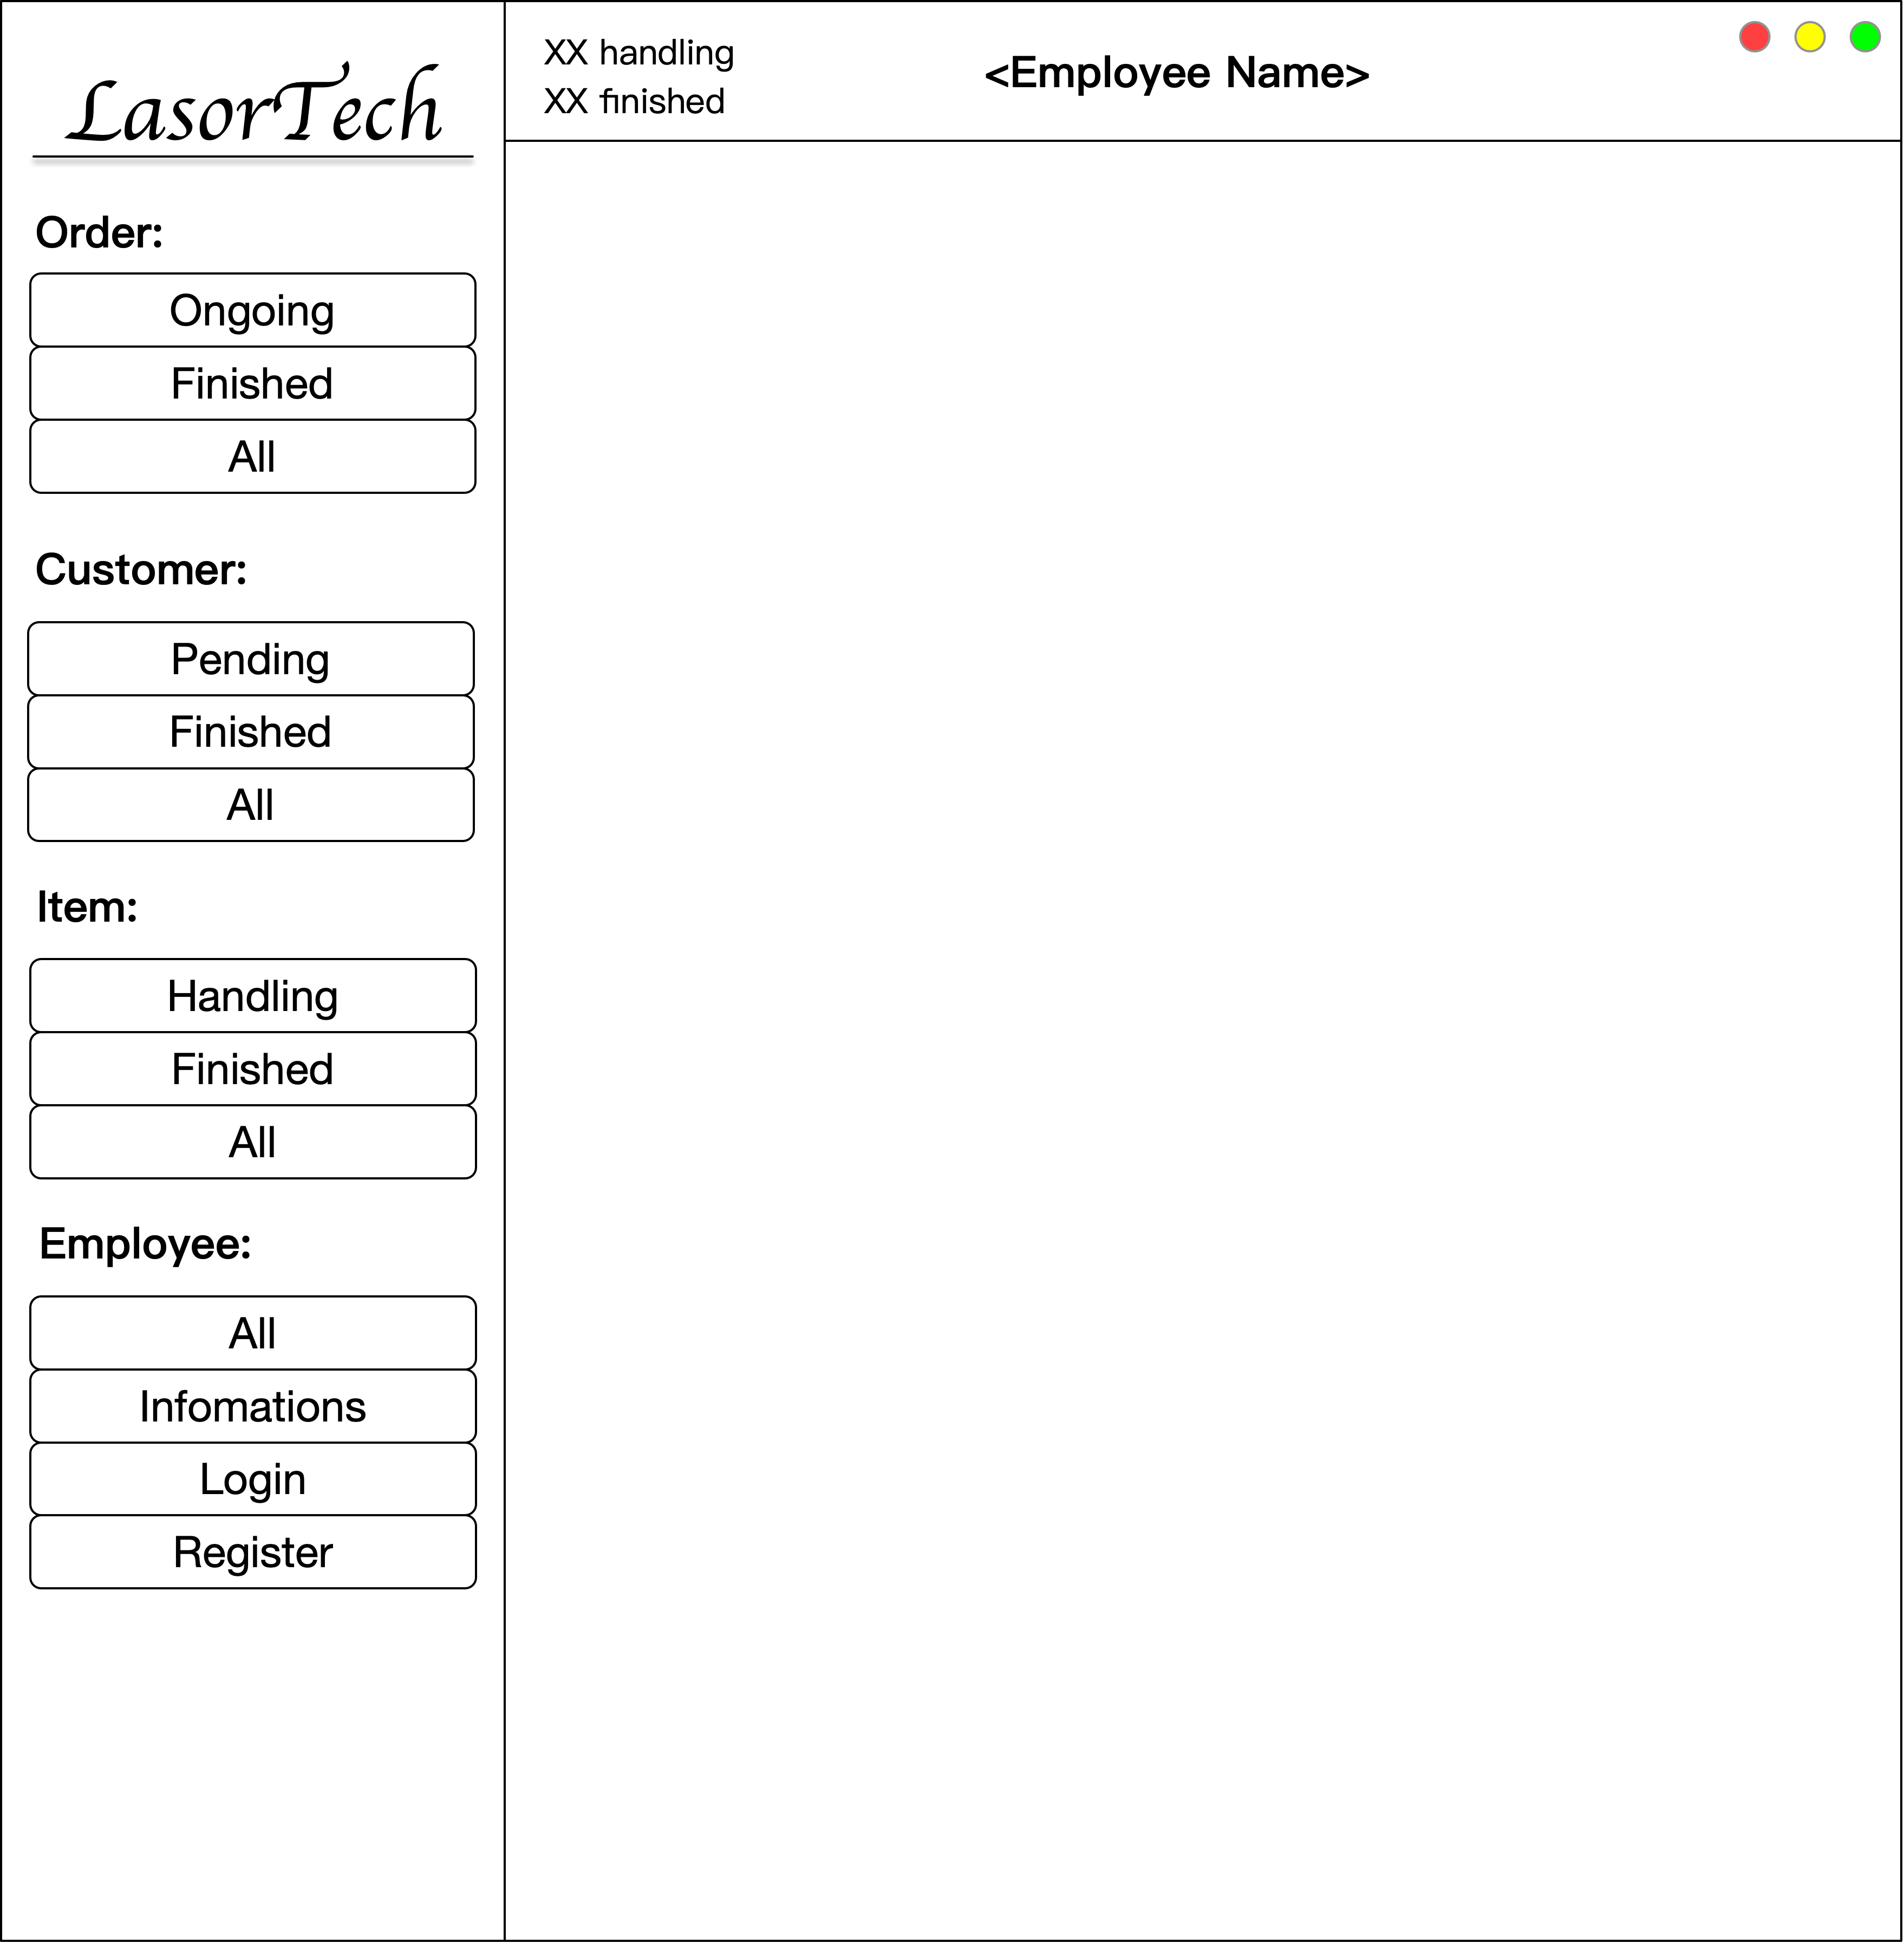 LasorTech
Order:
Ongoing
Finished
All
Customer:
Pending
Finished
All
Item:
Handling
Finished
All
Employee:
All
Infomations
Login
Register
XX handling
XX finished
<Employee Name>